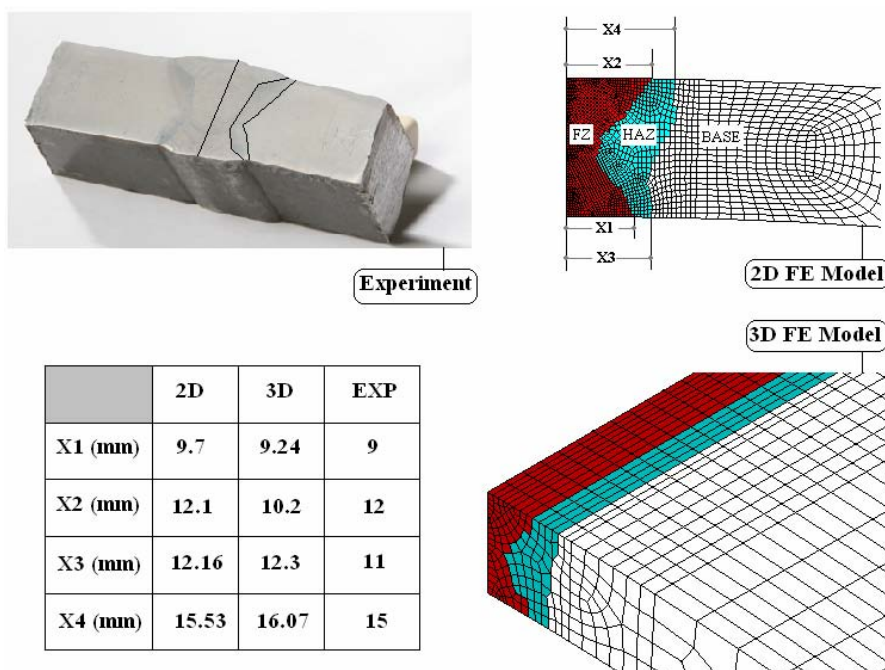 X4
X2
FZ HAZ BASE
X1
X3
Experiment
2D FE Model
3D FE Model
2D 3D EXP
X1 (mm) 9.7 9.24 9
X2 (mm) 12.1 10.2 12
X3 (mm) 12.16 12.3 11
X4 (mm) 15.53 16.07 15